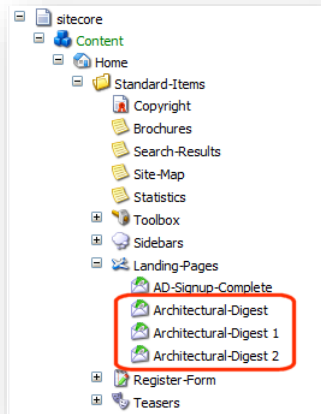 sitecore
Content
Home
Standard-Items
Copyright
Brochures
Search-Results
Site-Map
Statistics
Toolbox
Sidebars
Landing-Pages
AD-Signup-Complete
Architectural-Digest
Architectural-Digest 1
Architectural-Digest 2
Register-Form
Teasers